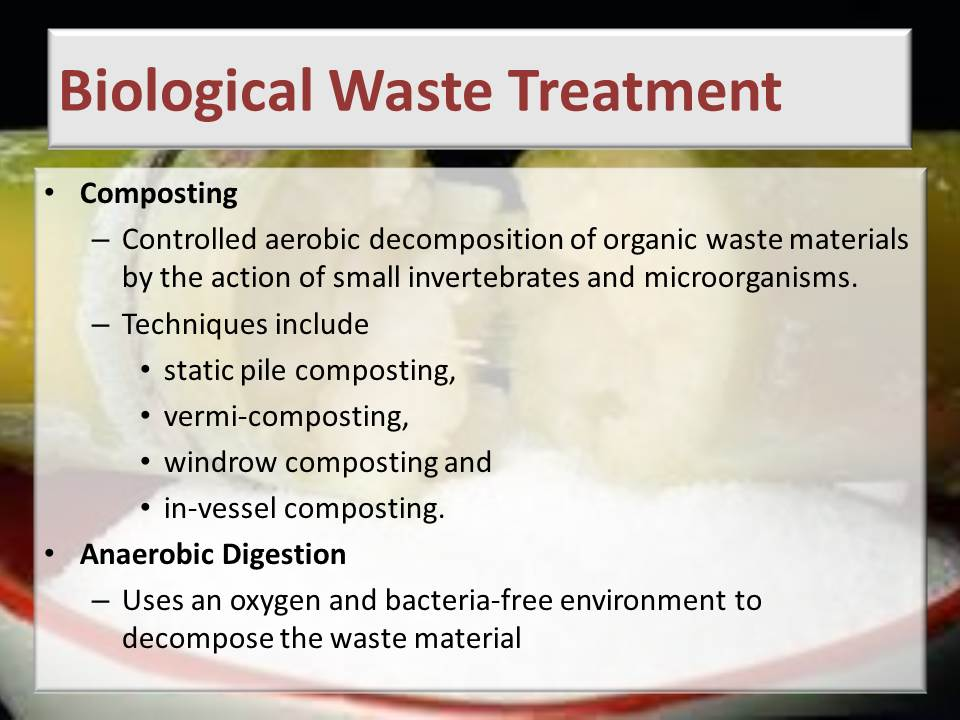 Biological Waste Treatment
• Composting
– Controlled aerobic decomposition of organic waste materials
by the action of small invertebrates and microorganisms.
– Techniques include
• static pile composting,
• vermi-composting,
• windrow composting and
• in-vessel composting.
• Anaerobic Digestion
– Uses an oxygen and bacteria-free environment to
decompose the waste material